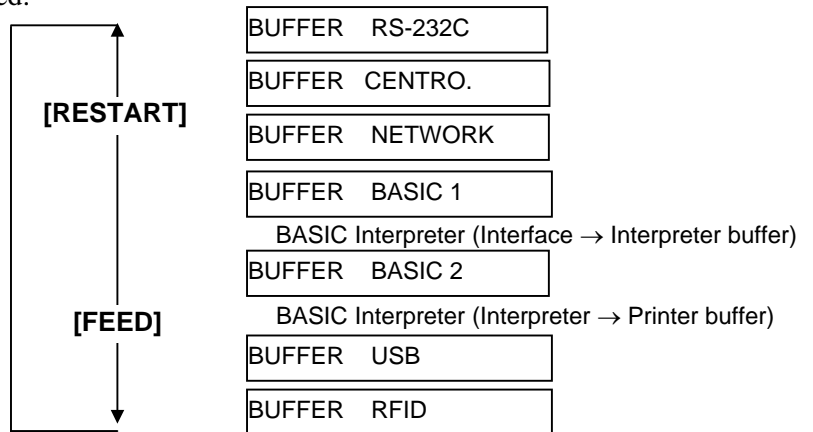 ed.
BUFFER RS-232C
BUFFER CENTRO.
[RESTART]
BUFFER NETWORK
BUFFER BASIC 1
BASIC Interpreter (Interface → Interpreter buffer)
BUFFER BASIC 2
[FEED]
BASIC Interpreter (Interpreter → Printer buffer)
BUFFER USB
BUFFER RFID